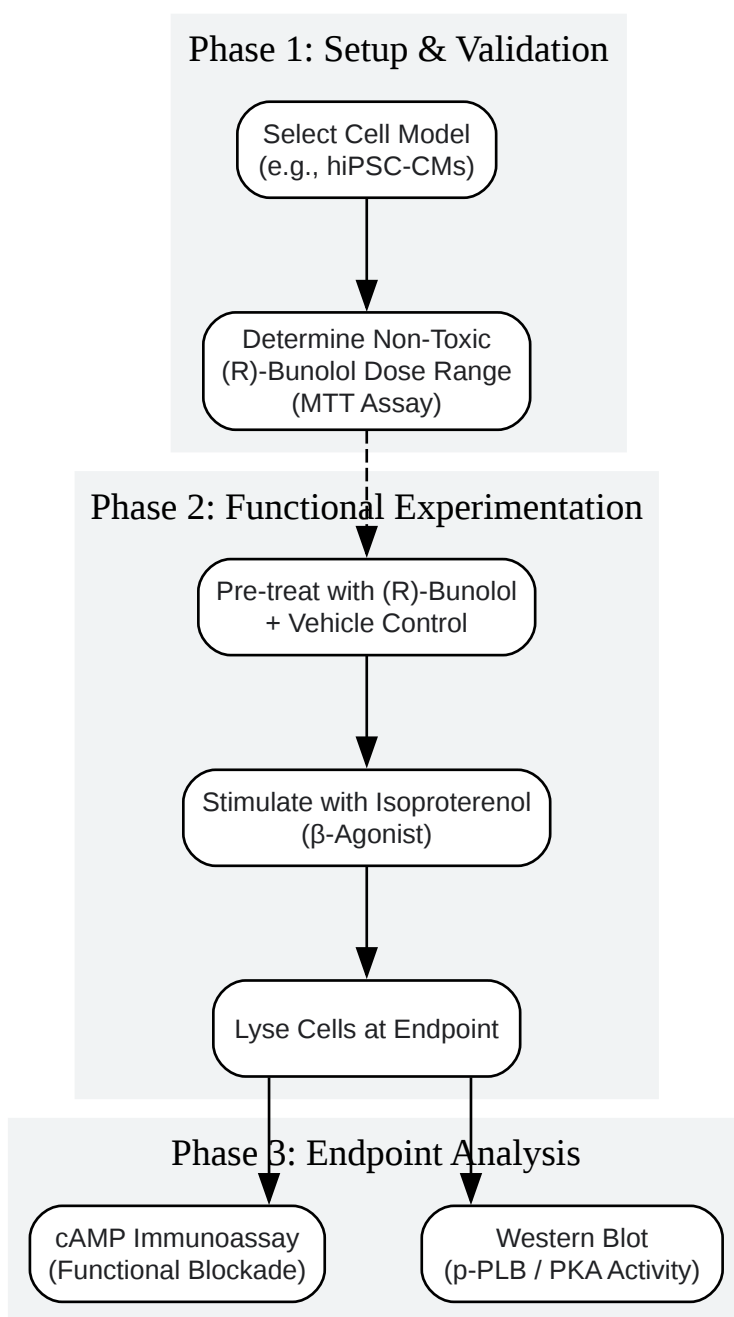 Phase 1: Setup & Validation
Select Cell Model
(e.g., hiPSC-CMs)
Determine Non-Toxic
(R)-Bunolol Dose Range
(MTT Assay)
Phase 2: Functional Experimentation
Pre-treat with (R)-Bunolol
+ Vehicle Control
Stimulate with Isoproterenol
(β-Agonist)
Lyse Cells at Endpoint
Phase 3: Endpoint Analysis
cAMP Immunoassay
(Functional Blockade)
Western Blot
(p-PLB / PKA Activity)